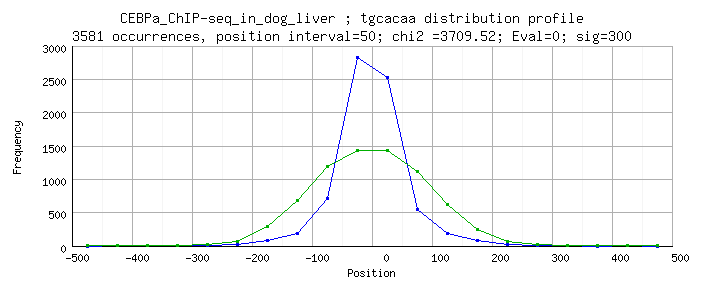 CEBPa_ChIP-seq_in_dog_liver ; tgcacaa distribution profile
3581 occurrences, position interval=50; chi2 =3709.52; Eval=0; sig=300
Frequency
3000
2500
2000
1500
1000
500
0
-500 -400 -300 -200 -100 0 100 200 300 400 500
Position